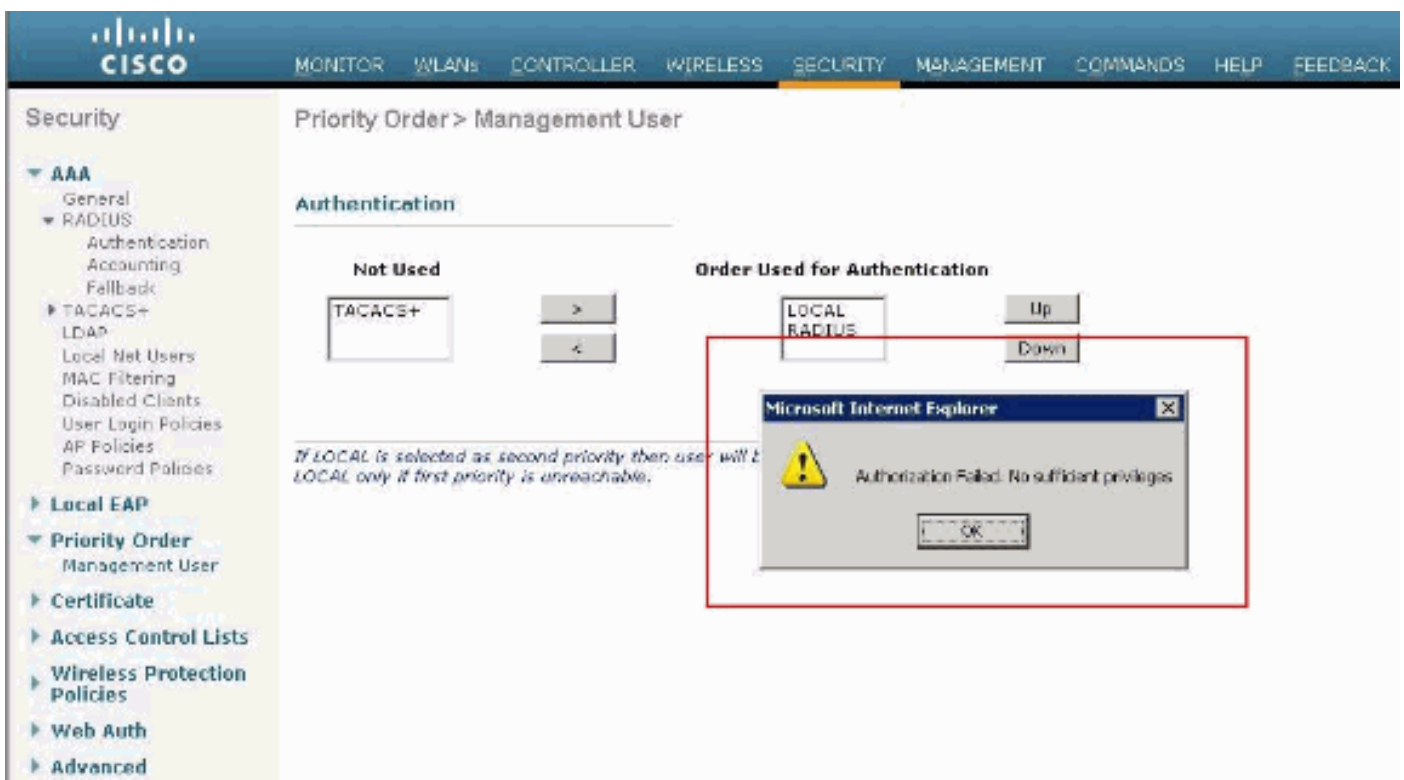 CISCO
MONITOR WLANs CONTROLLER WIRELESS SECURITY MANAGEMENT COMMANDS HELP FEEDBACK
Security
AAA
General
RADIUS
Authentication
Accounting
Fallback
TACACS+
LDAP
Local Net Users
MAC Filtering
Disabled Clients
User Login Policies
AP Policies
Password Policies
Local EAP
Priority Order
Management User
Certificate
Access Control Lists
Wireless Protection
Policies
Web Auth
Advanced
Priority Order > Management User
Authentication
Not Used
TACACS+
>
<
Order Used for Authentication
LOCAL
RADIUS
Up
Down
If LOCAL is selected as second priority then user will
LOCAL only if first priority is unreachable.
Microsoft Internet Explorer
Authorization Failed. No sufficient privileges
OK